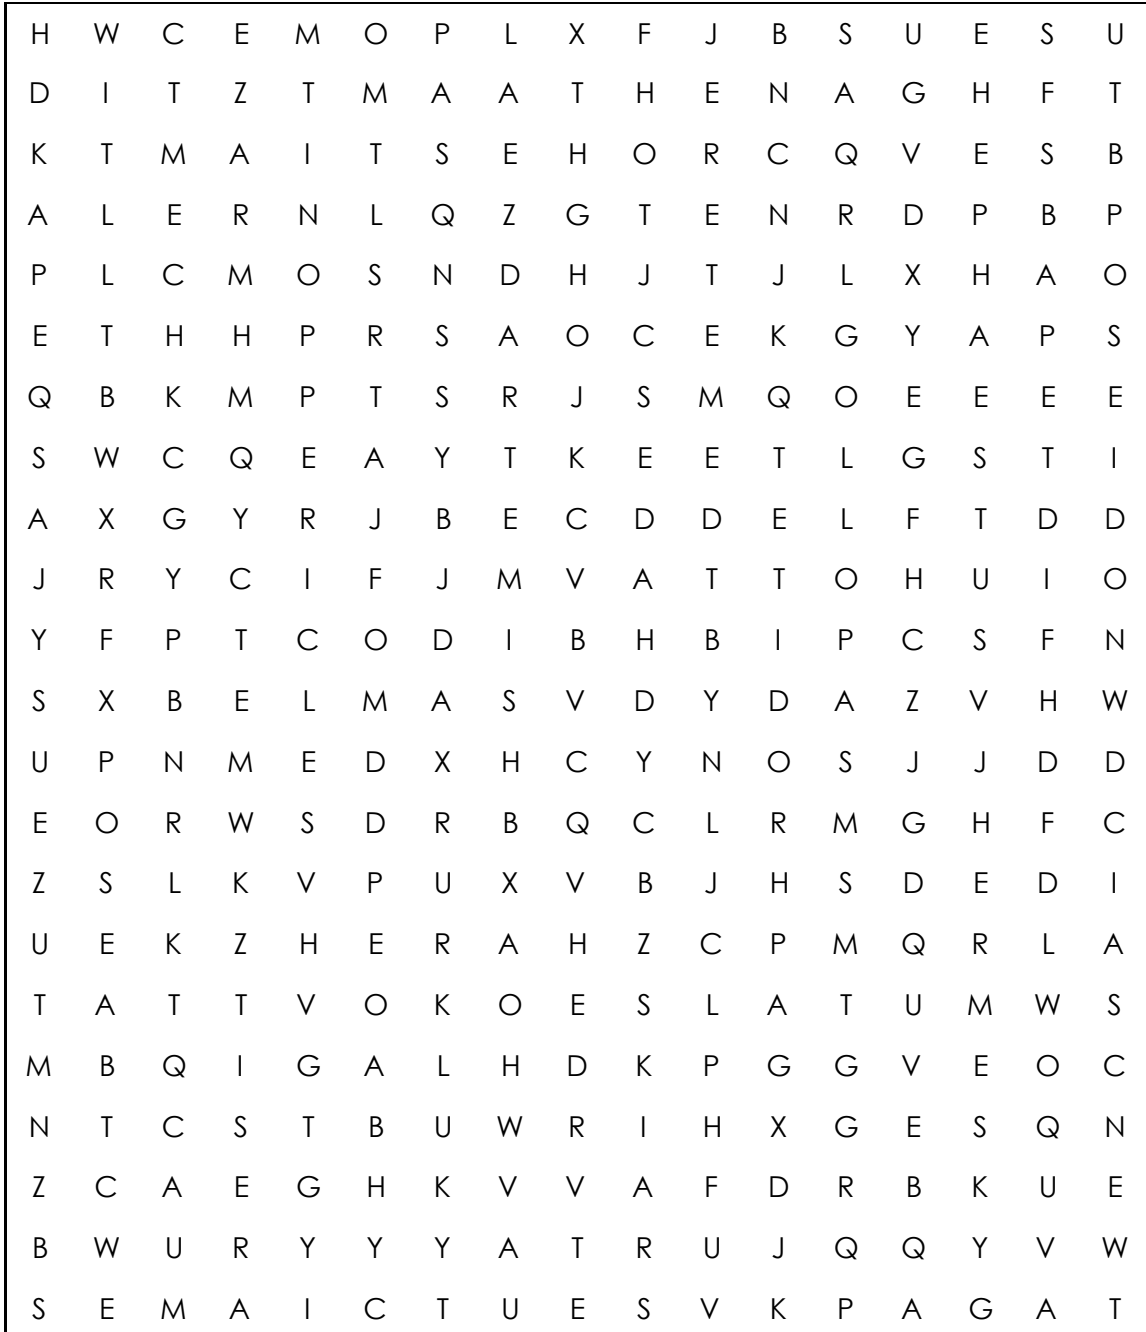 H W C E M O P L X F J B S U E S U
D I T Z T M A A T H E N A G H F T
K T M A I T S E H O R C Q V E S B
A L E R N L Q Z G T E N R D P B P
P L C M O S N D H J T J L X H A O
E T H H P R S A O C E K G Y A P S
Q B K M P T S R J S M Q O E E E E
S W C Q E A Y T K E E T L G S T I
A X G Y R J B E C D D E L F T D D
J R Y C I F J M V A T T O H U I O
Y F P T C O D I B H B I P C S F N
S X B E L M A S V D Y D A Z V H W
U P N M E D X H C Y N O S J J D D
E O R W S D R B Q C L R M G H F C
Z S L K V P U X V B J H S D E D I
U E K Z H E R A H Z C P M Q R L A
T A T T V O K O E S L A T U M W S
M B Q I G A L H D K P G G V E O C
N T C S T B U W R I H X G E S Q N
Z C A E G H K V V A F D R B K U E
B W U R Y Y Y A T R U J Q Q Y V W
S E M A I C T U E S V K P A G A T